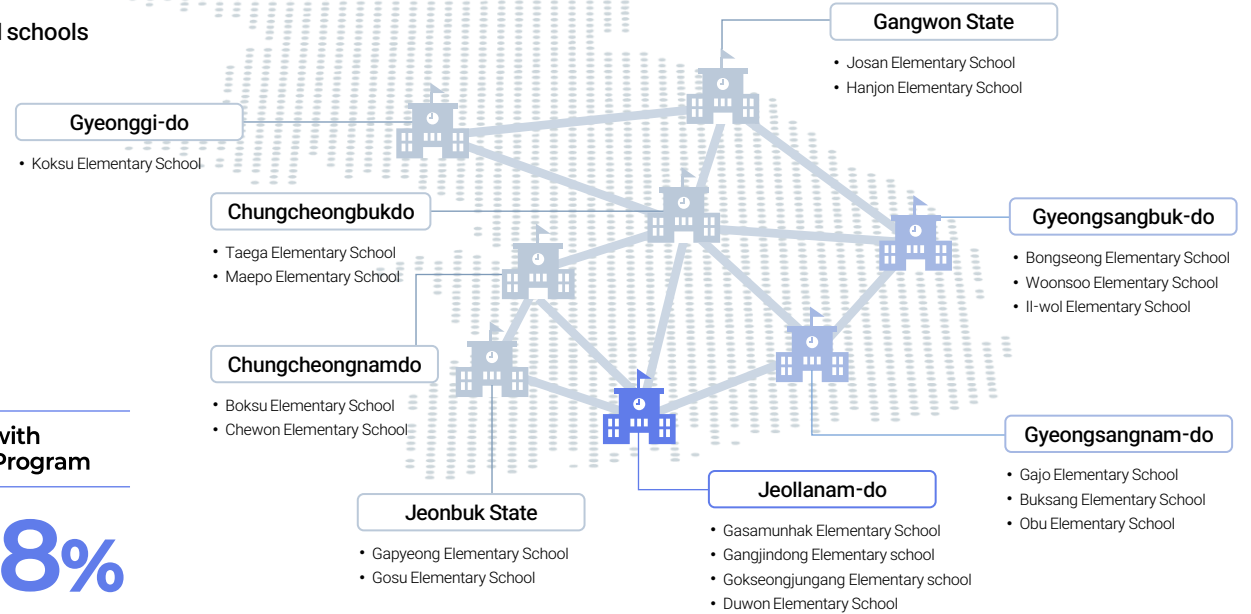 schools
Gangwon State
• Josan Elementary School
• Hanjon Elementary School
Gyeonggi-do
• Koksu Elementary School
Chungcheongbukdo
• Taega Elementary School
• Maepo Elementary School
Gyeongsangbuk-do
• Bongseong Elementary School
• Woonsoo Elementary School
• Il-wol Elementary School
Chungcheongnamdo
• Boksu Elementary School
• Chewon Elementary School
Gyeongsangnam-do
• Gajo Elementary School
• Buksang Elementary School
• Obu Elementary School
with
Program
8%
Jeonbuk State
• Gapyeong Elementary School
• Gosu Elementary School
Jeollanam-do
• Gasamunhak Elementary School
• Gangjindong Elementary school
• Gokseongjungang Elementary school
• Duwon Elementary School